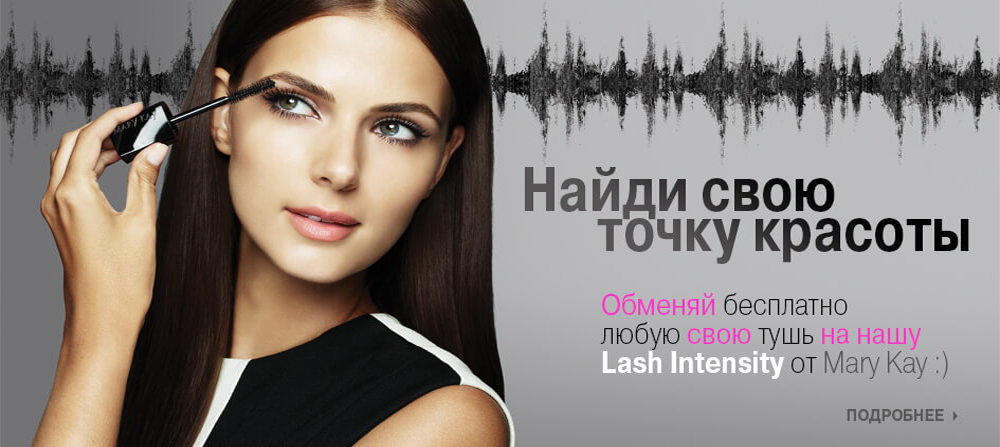 Найди свою
точку красоты
Обменяй бесплатно
любую свою тушь на нашу
Lash Intensity от Mary Kay :)
ПОДРОБНЕЕ